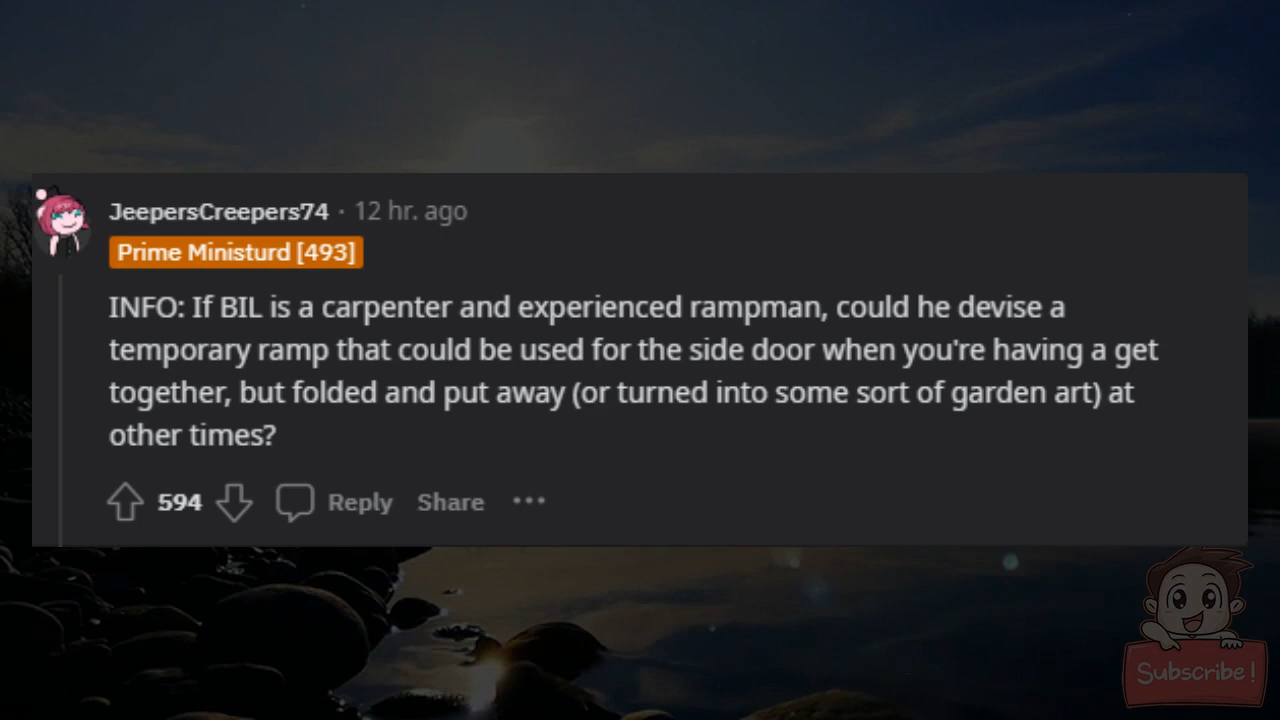 JeepersCreepers74 · 12 hr. ago
Prime Ministurd [493]
INFO: If BIL is a carpenter and experienced rampman, could he devise a
temporary ramp that could be used for the side door when you're having a get
together, but folded and put away (or turned into some sort of garden art) at
other times?
594 Reply Share ···
Subscribe!